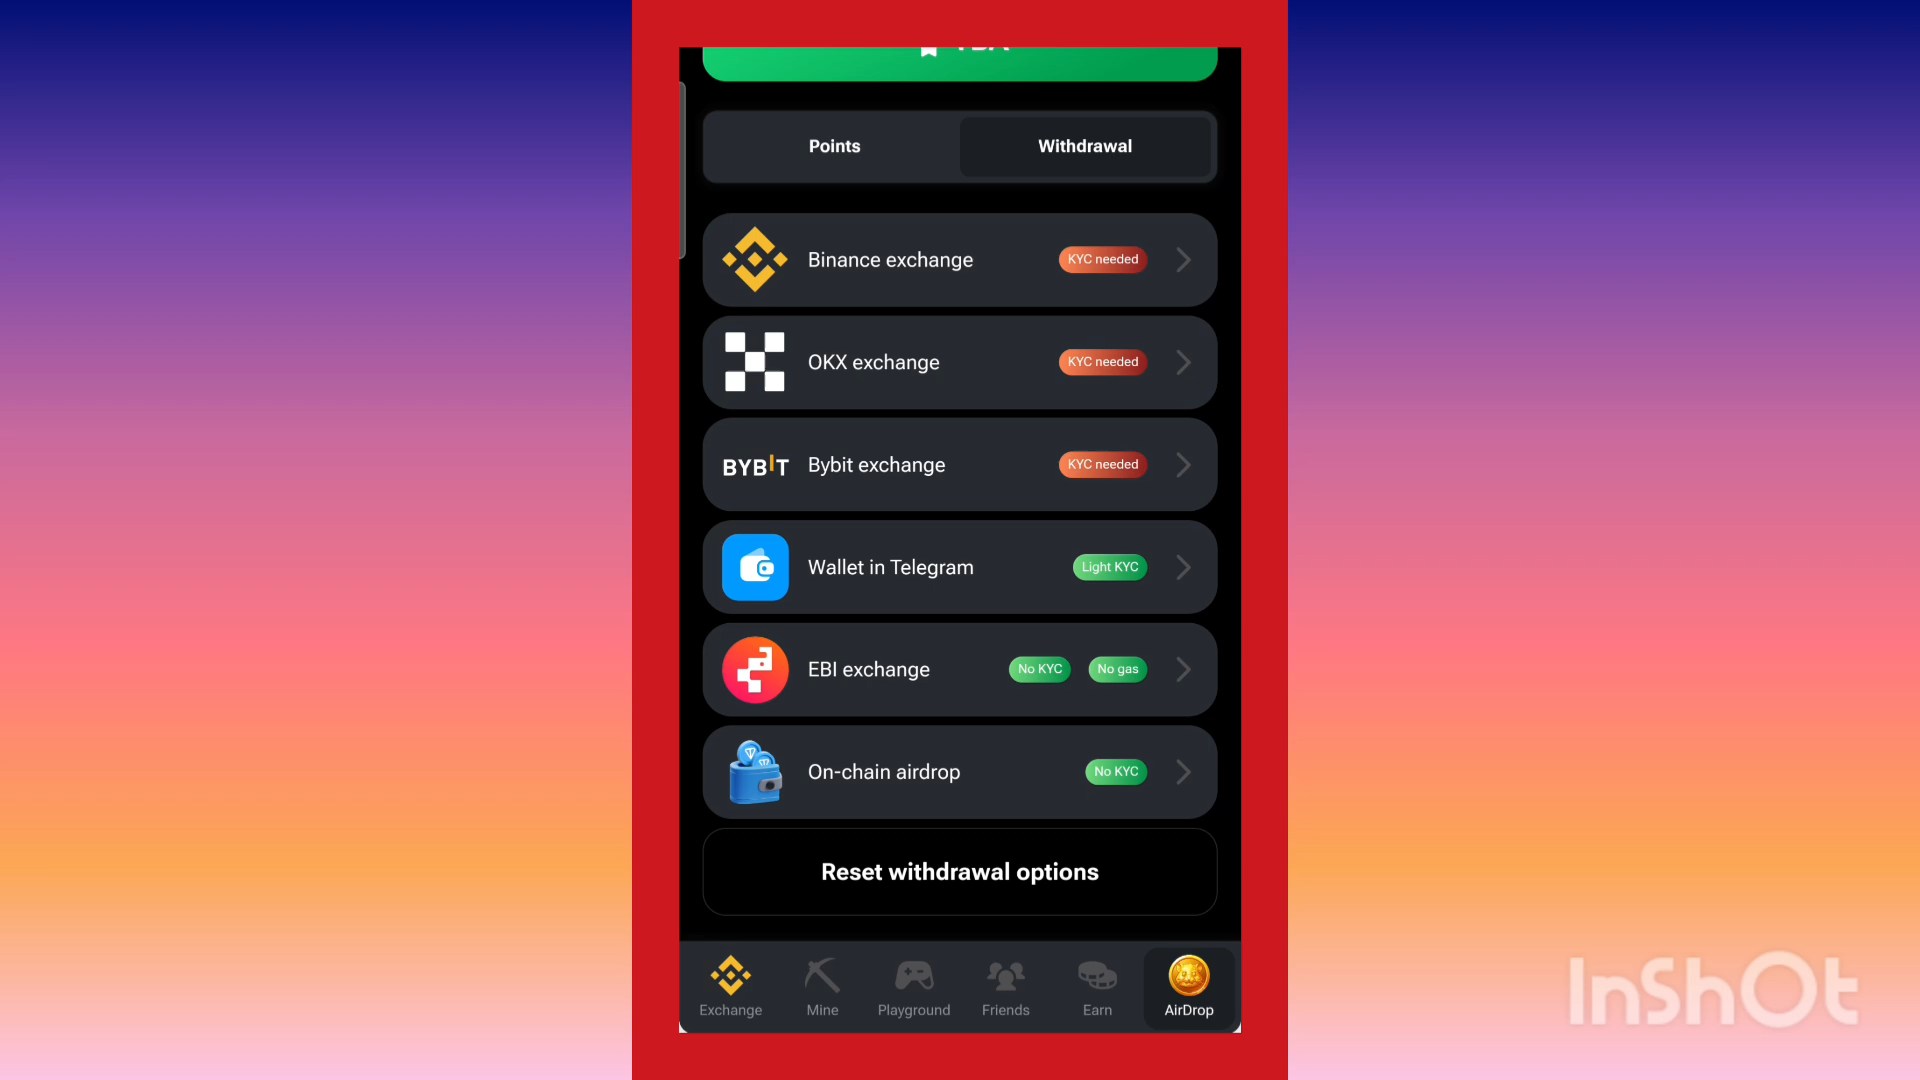 Points
Withdrawal
Binance exchange
KYC needed
OKX exchange
KYC needed
BYBIT
Bybit exchange
KYC needed
Wallet in Telegram
Light KYC
EBI exchange
No KYC
No gas
On-chain airdrop
No KYC
Reset withdrawal options
Exchange
Mine
Playground
Friends
Earn
AirDrop
InShOt